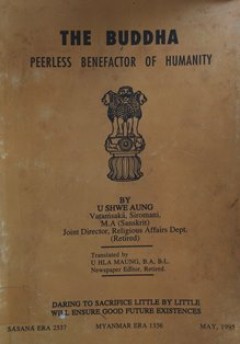 THE BUDDHA
PEERLESS BENEFACTOR OF HUMANITY
BY
U SHWE AUNG
Vaṭaṁsakā, Siromani,
M.A (Sanskrit)
Joint Director, Religious Affairs Dept.
(Retired)
Translated by
U HLA MAUNG, B.A, B.L,
Newspaper Editor, Retired
DARING TO SACRIFICE LITTLE BY LITTLE
WILL ENSURE GOOD FUTURE EXISTENCES
SASANA ERA 2537 MYANMAR ERA 1356 MAY, 1995